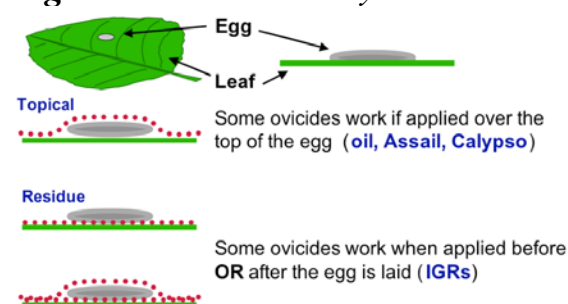 Egg
Leaf
Topical
Some ovicides work if applied over the
top of the egg (oil, Assail, Calypso)
Residue
Some ovicides work when applied before
OR after the egg is laid (IGRs)